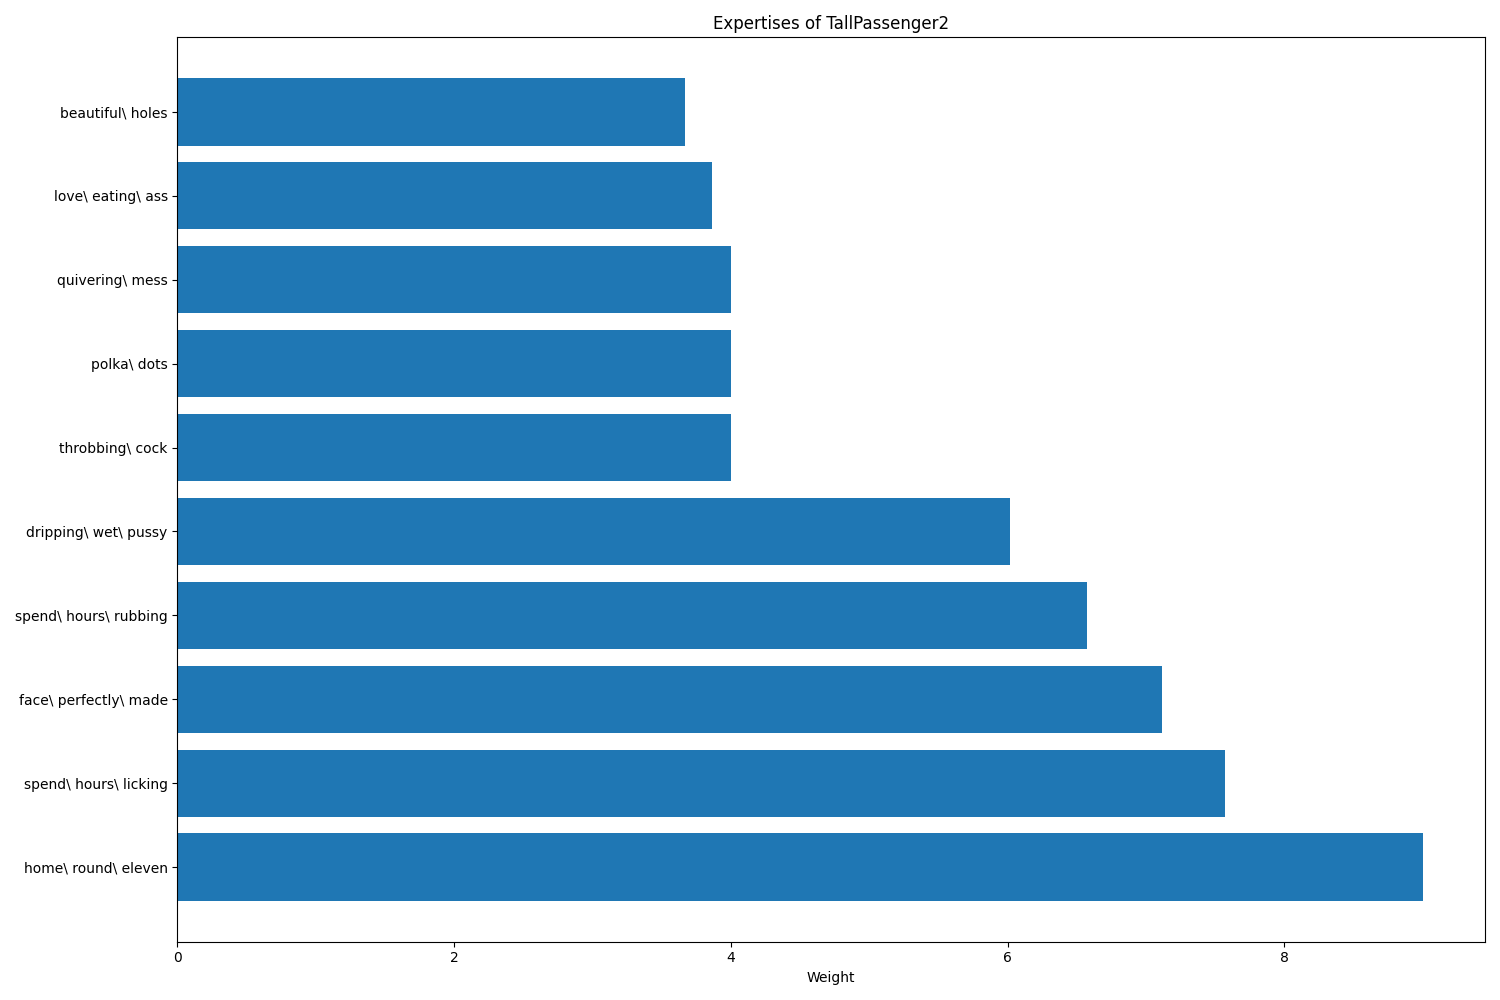 Expertises of TallPassenger2
beautiful\ holes
love\ eating\ ass
quivering\ mess
polka\ dots
throbbing\ cock
dripping\ wet\ pussy
spend\ hours\ rubbing
face\ perfectly\ made
spend\ hours\ licking
home\ round\ eleven
0 2 4 6 8
Weight